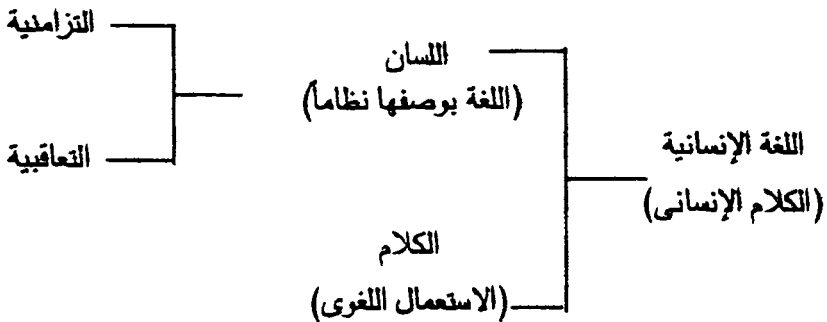 اللغة الإنسانية
(الكلام الإنسانى)
اللسان
(اللغة بوصفها نظاماً)
الكلام
(الاستعمال اللغوى)
التزامنية
التعاقبية